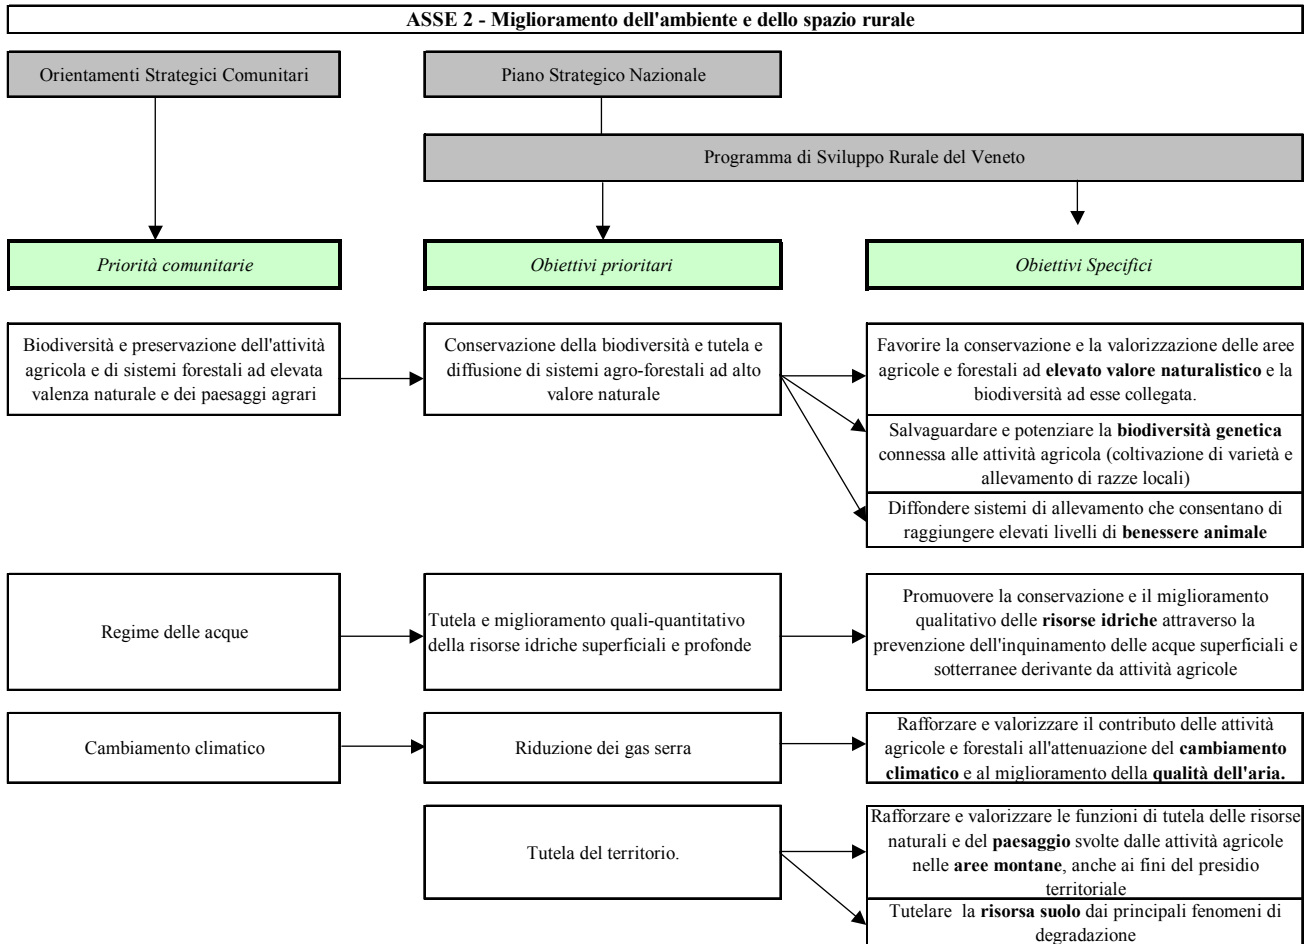 ASSE 2 - Miglioramento dell'ambiente e dello spazio rurale
Orientamenti Strategici Comunitari
Piano Strategico Nazionale
Programma di Sviluppo Rurale del Veneto
Priorità comunitarie
Obiettivi prioritari
Obiettivi Specifici
Biodiversità e preservazione dell'attività
agricola e di sistemi forestali ad elevata
valenza naturale e dei paesaggi agrari
Conservazione della biodiversità e tutela e
diffusione di sistemi agro-forestali ad alto
valore naturale
Favorire la conservazione e la valorizzazione delle aree
agricole e forestali ad elevato valore naturalistico e la
biodiversità ad esse collegata.
Salvaguardare e potenziare la biodiversità genetica
connessa alle attività agricola (coltivazione di varietà e
allevamento di razze locali)
Diffondere sistemi di allevamento che consentano di
raggiungere elevati livelli di benessere animale
Regime delle acque
Tutela e miglioramento quali-quantitativo
della risorse idriche superficiali e profonde
Promuovere la conservazione e il miglioramento
qualitativo delle risorse idriche attraverso la
prevenzione dell'inquinamento delle acque superficiali e
sotterranee derivante da attività agricole
Cambiamento climatico
Riduzione dei gas serra
Rafforzare e valorizzare il contributo delle attività
agricole e forestali all'attenuazione del cambiamento
climatico e al miglioramento della qualità dell'aria.
Tutela del territorio.
Rafforzare e valorizzare le funzioni di tutela delle risorse
naturali e del paesaggio svolte dalle attività agricole
nelle aree montane, anche ai fini del presidio
territoriale
Tutelare la risorsa suolo dai principali fenomeni di
degradazione